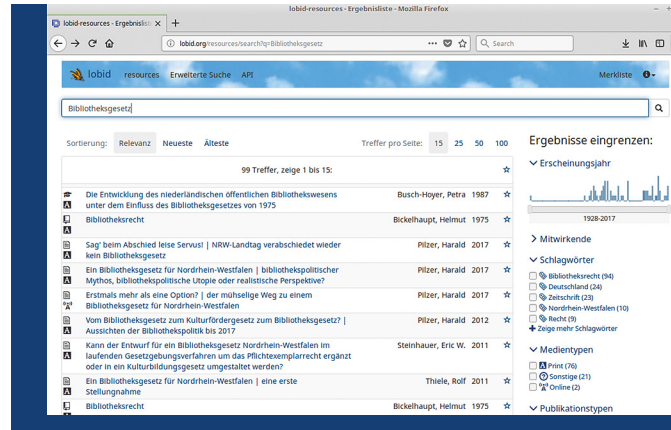 lobid-resources - Ergebnisliste - Mozilla Firefox
lobid-resources - Ergebnislist
lobid.org/resources/search?q=Bibliotheksgesetz
Search
lobid resources Erweiterte Suche API Merkliste
Bibliotheksgesetz
Sortierung: Relevanz Neueste Älteste Treffer pro Seite: 15 25 50 100
Ergebnisse eingrenzen:
99 Treffer, zeige 1 bis 15:
Erscheinungsjahr
1928-2017
Mitwirkende
Schlagwörter
Bibliotheksrecht (94)
Deutschland (24)
Zeitschrift (23)
Nordrhein-Westfalen (10)
Recht (9)
Zeige mehr Schlagwörter
Medientypen
Print (76)
Sonstige (21)
Online (2)
Publikationstypen
Die Entwicklung des niederländischen öffentlichen Bibliothekswesens Busch-Hoyer, Petra 1987
unter dem Einfluss des Bibliotheksgesetzes von 1975
Bibliotheksrecht Bickelhaupt, Helmut 1975
Sag' beim Abschied leise Servus! | NRW-Landtag verabschiedet wieder Pilzer, Harald 2017
kein Bibliotheksgesetz
Ein Bibliotheksgesetz für Nordrhein-Westfalen | bibliothekspolitischer Pilzer, Harald 2017
Mythos, bibliothekspolitische Utopie oder realistische Perspektive?
Erstmals mehr als eine Option? | der mühselige Weg zu einem Pilzer, Harald 2017
Bibliotheksgesetz für Nordrhein-Westfalen
Vom Bibliotheksgesetz zum Kulturfördergesetz zum Bibliotheksgesetz? | Pilzer, Harald 2012
Aussichten der Bibliothekspolitik bis 2017
Kann der Entwurf für ein Bibliotheksgesetz Nordrhein-Westfalen im Steinhauer, Eric W. 2011
laufenden Gesetzgebungsverfahren um das Pflichtexemplarrecht ergänzt
oder in ein Kulturbildungsgesetz umgestaltet werden?
Ein Bibliotheksgesetz für Nordrhein-Westfalen | eine erste Thiele, Rolf 2011
Stellungnahme
Bibliotheksrecht Bickelhaupt, Helmut 1975